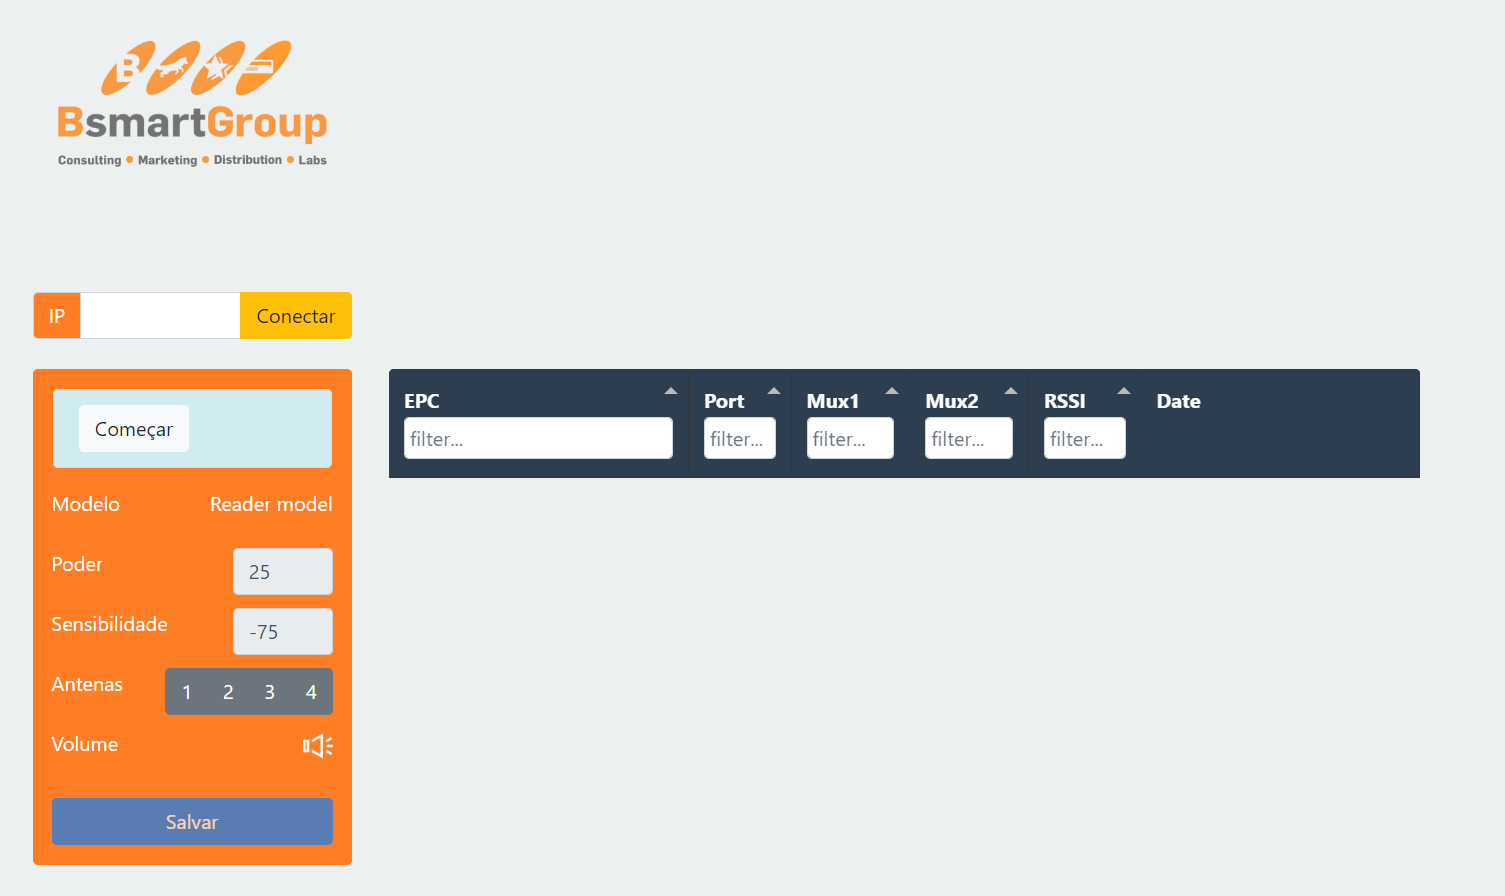 B
BsmartGroup
Consulting • Marketing • Distribution • Labs
IP Conectar
Começar
Modelo Reader model
Poder 25
Sensibilidade -75
Antenas 1 2 3 4
Volume
Salvar
EPC Port Mux1 Mux2 RSSI Date
filter... filter... filter... filter... filter...